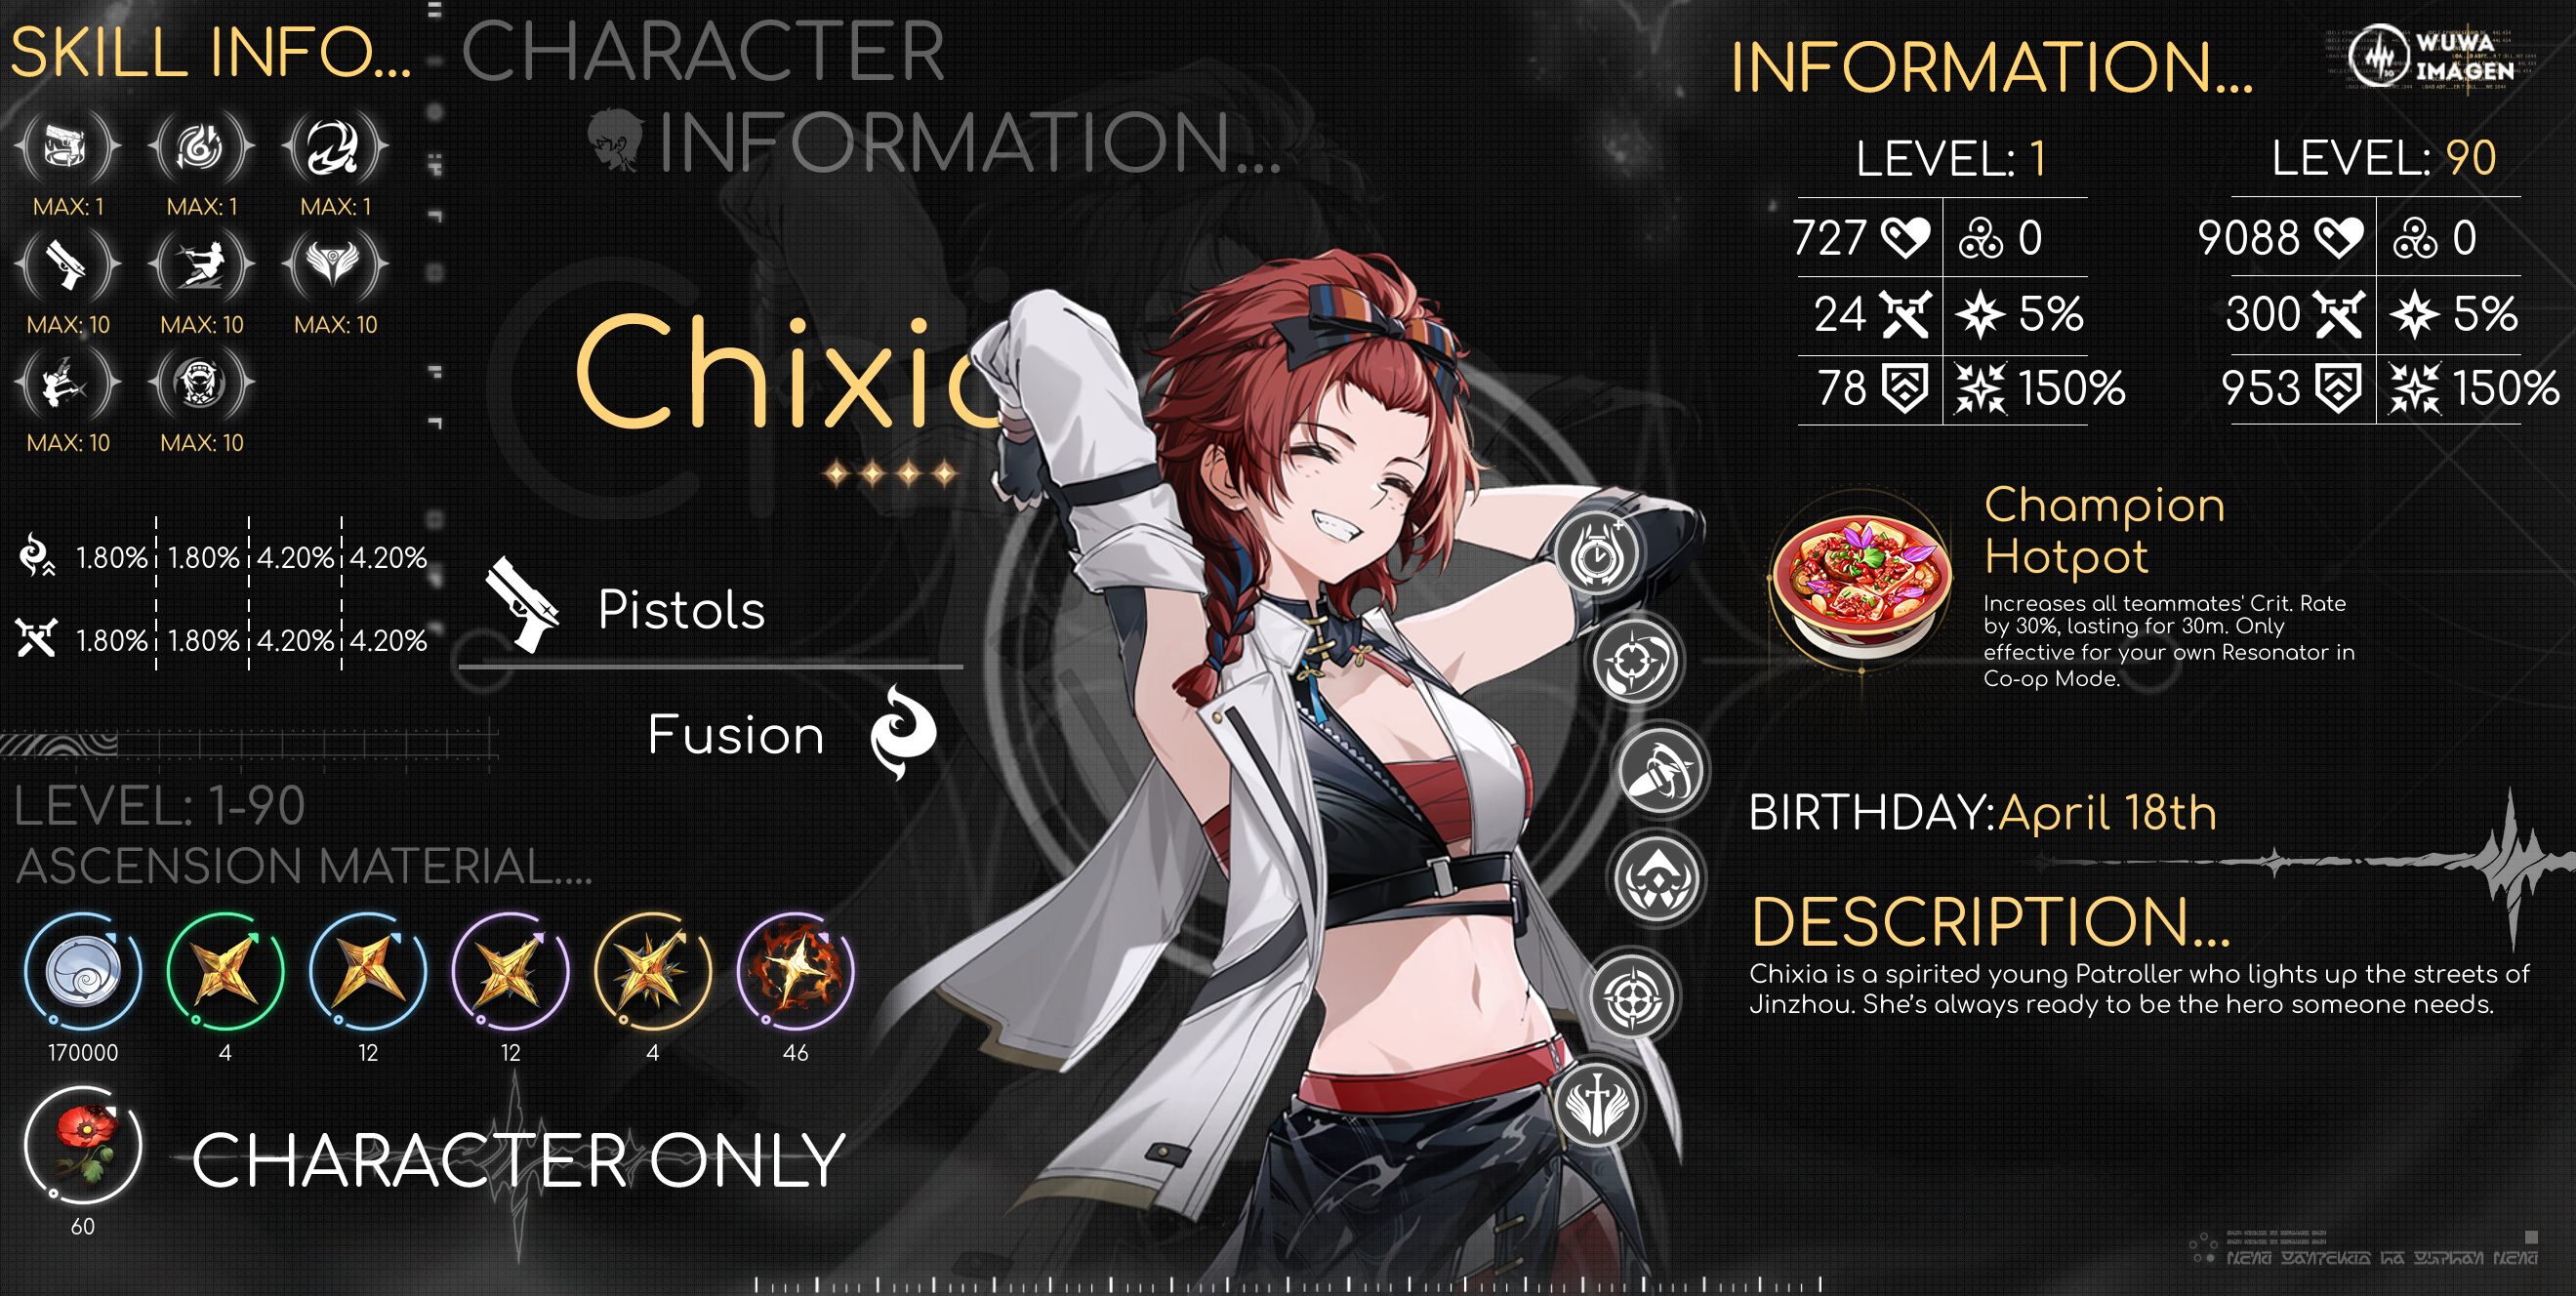 SKILL INFO...
MAX: 1
MAX: 1
MAX: 1
MAX: 10
MAX: 10
MAX: 10
MAX: 10
MAX: 10
1.80% 1.80% 4.20% 4.20%
1.80% 1.80% 4.20% 4.20%
LEVEL: 1-90
ASCENSION MATERIAL....
170000
4
12
12
4
46
60
CHARACTER ONLY
CHARACTER
INFORMATION...
Chixia
Pistols
Fusion
INFORMATION...
WUWA
IMAGEN
LEVEL: 1
727 0
24 5%
78 150%
LEVEL: 90
9088 0
300 5%
953 150%
Champion
Hotpot
Increases all teammates' Crit. Rate
by 30%, lasting for 30m. Only
effective for your own Resonator in
Co-op Mode.
BIRTHDAY:April 18th
DESCRIPTION...
Chixia is a spirited young Patroller who lights up the streets of
Jinzhou. She's always ready to be the hero someone needs.